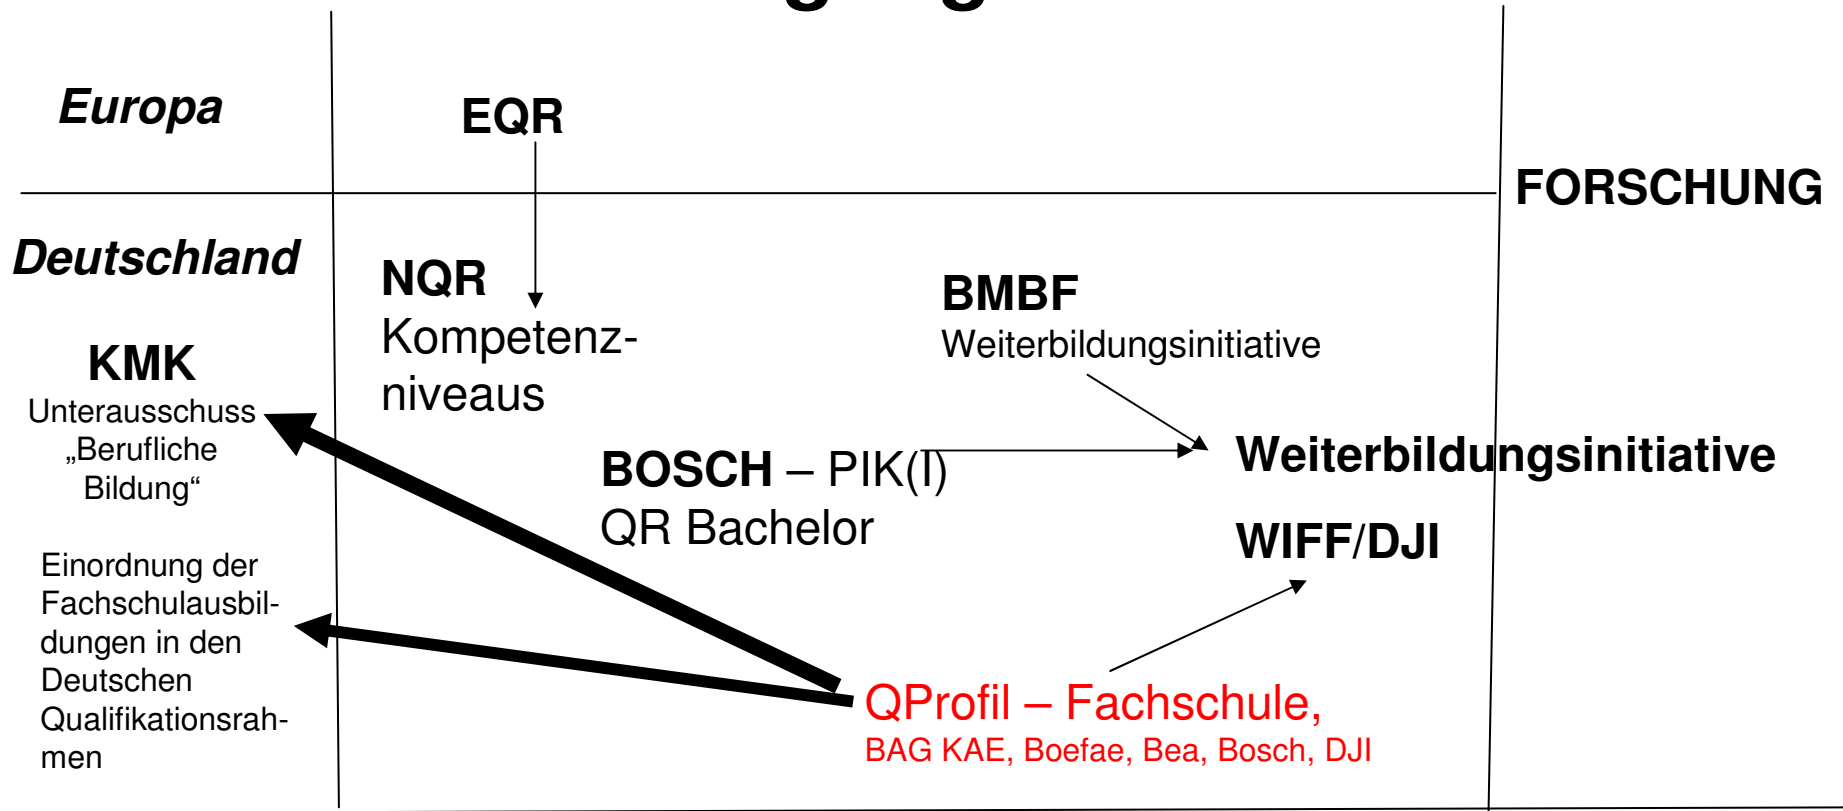 Europa
EQR
FORSCHUNG
Deutschland
NQR
Kompetenz-
niveaus
BMBF
Weiterbildungsinitiative
KMK
Unterausschuss
„Berufliche
Bildung“
BOSCH – PIK(I)
QR Bachelor
Weiterbildungsinitiative
WIFF/DJI
Einordnung der
Fachschulausbil-
dungen in den
Deutschen
Qualifikationsrah-
men
QProfil – Fachschule,
BAG KAE, Boefae, Bea, Bosch, DJI